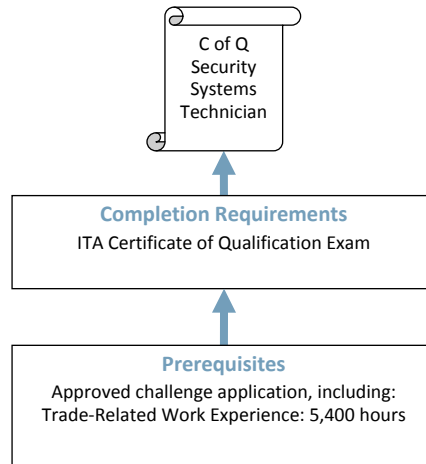 C of Q
Security
Systems
Technician
Completion Requirements
ITA Certificate of Qualification Exam
Prerequisites
Approved challenge application, including:
Trade-Related Work Experience: 5,400 hours